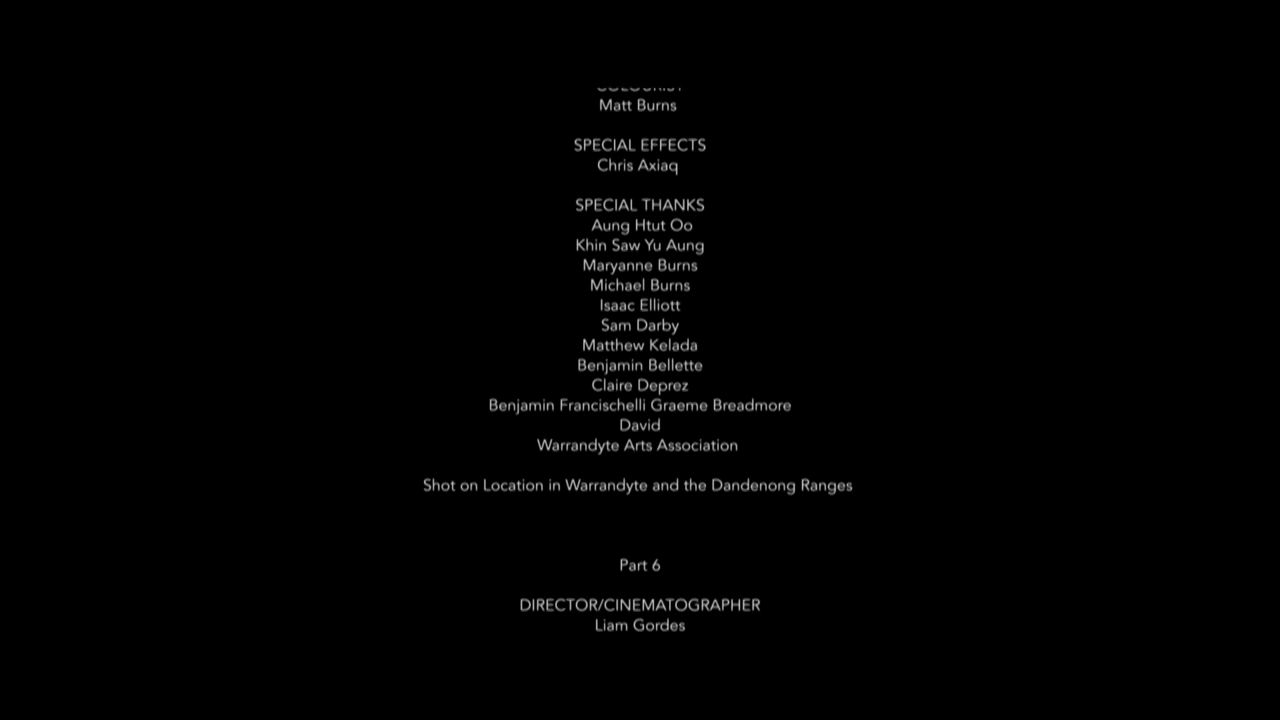 COLOURIST
Matt Burns
SPECIAL EFFECTS
Chris Axiaq
SPECIAL THANKS
Aung Htut Oo
Khin Saw Yu Aung
Maryanne Burns
Michael Burns
Isaac Elliott
Sam Darby
Matthew Kelada
Benjamin Bellette
Claire Deprez
Benjamin Francischelli Graeme Breadmore
David
Warrandyte Arts Association
Shot on Location in Warrandyte and the Dandenong Ranges
Part 6
DIRECTOR/CINEMATOGRAPHER
Liam Gordes